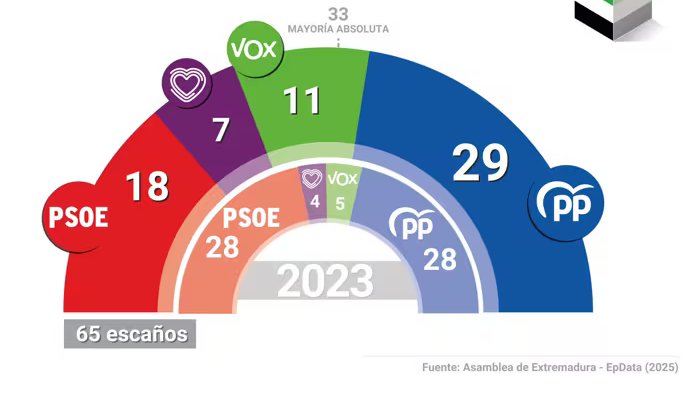 33
MAYORÍA ABSOLUTA
VOX
11
7
29
18
PSOE
pp
VOX
4
5
PSOE
28
pp
28
2023
65 escaños
Fuente: Asamblea de Extremadura - EpData (2025)